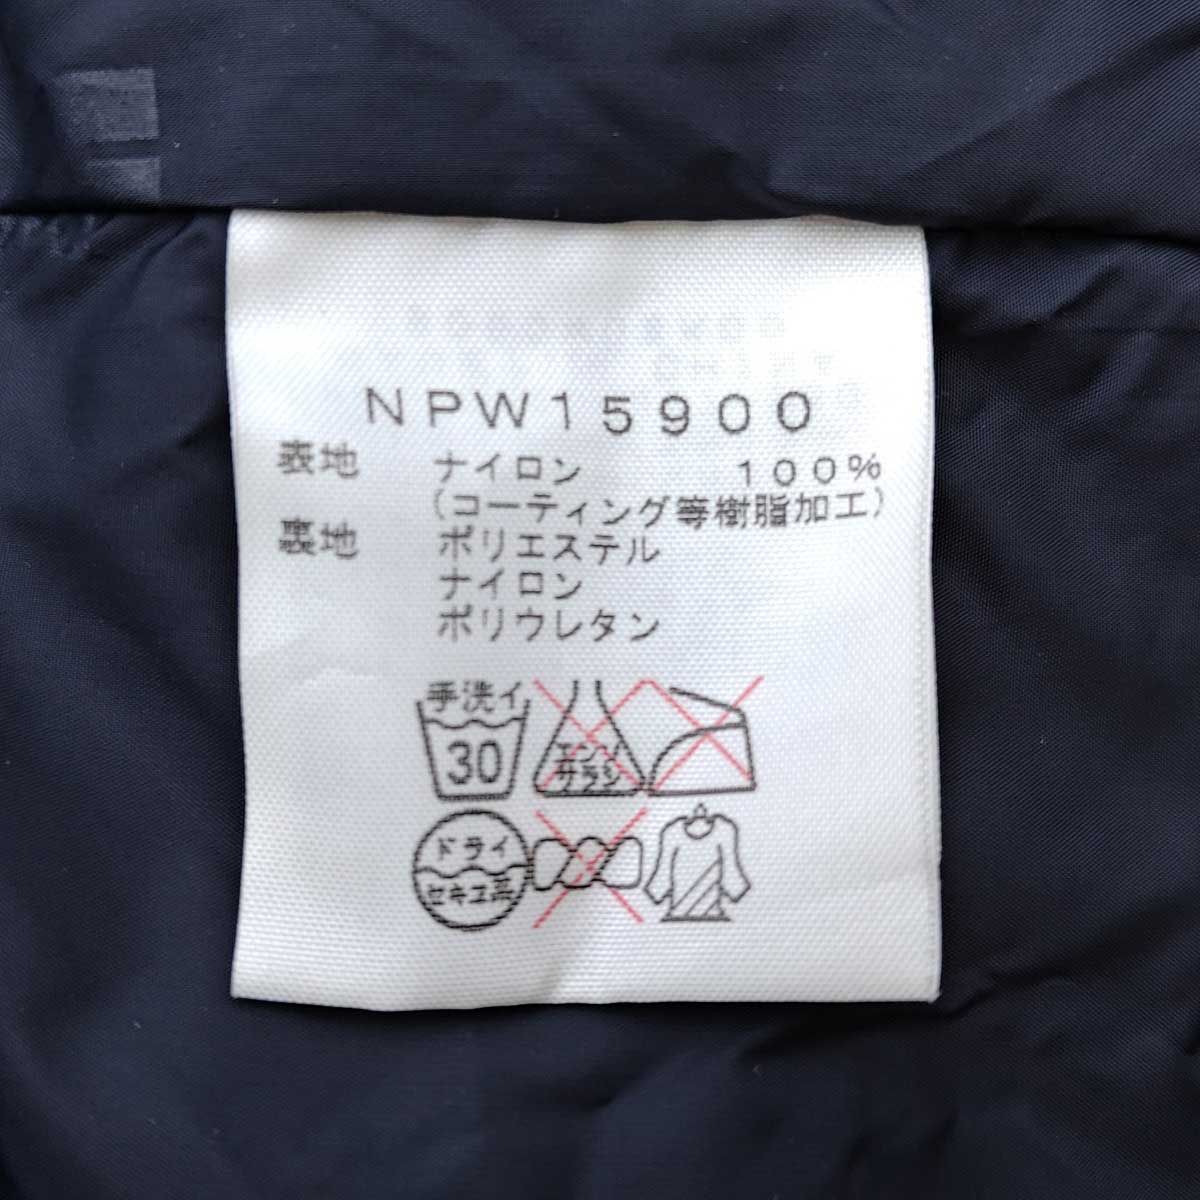 NPW15900
表地 ナイロン 100%
(コーティング等樹脂加工)
裏地 ポリエステル
ナイロン
ポリウレタン
手洗イ
30
エンソ
サラシ
ドライ
セキユ系